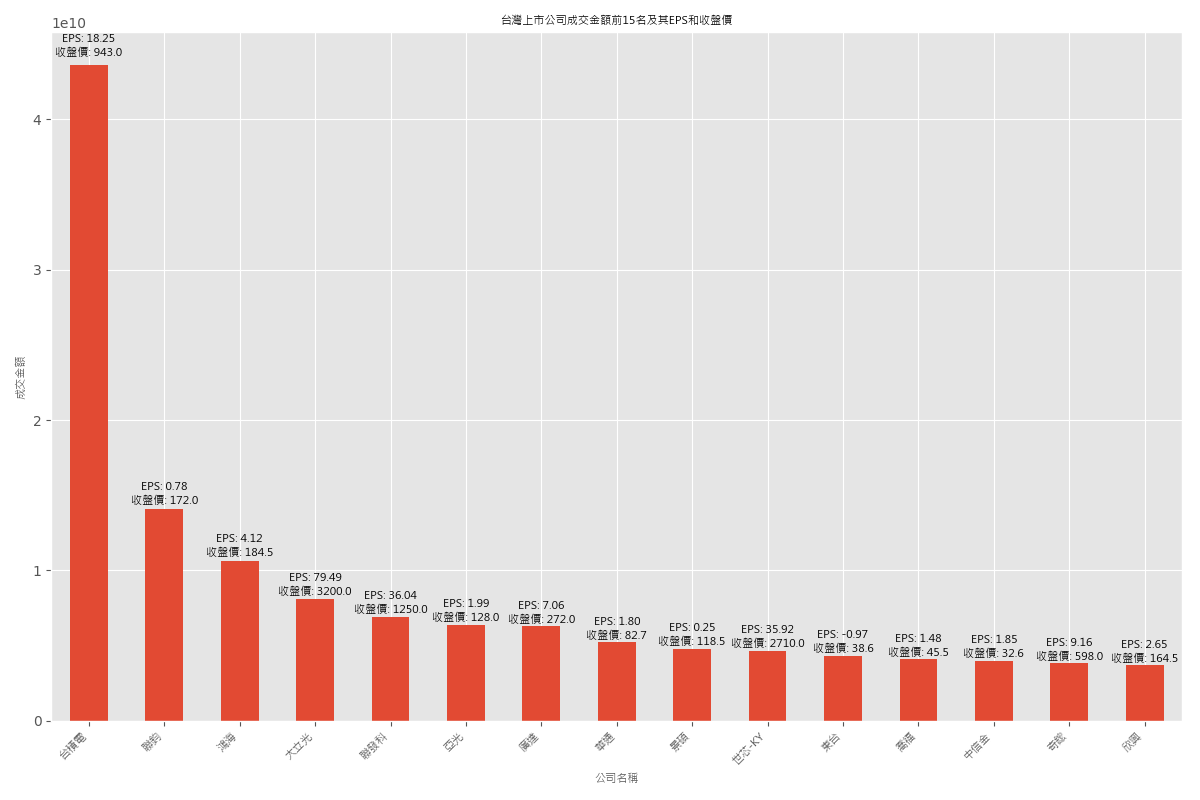 台灣上市公司成交金額前15名及其EPS和收盤價
1e10
EPS: 18.25
收盤價: 943.0
EPS: 0.78
收盤價: 172.0
EPS: 4.12
收盤價: 184.5
EPS: 79.49
收盤價: 3200.0
EPS: 36.04
收盤價: 1250.0
EPS: 1.99
收盤價: 128.0
EPS: 7.06
收盤價: 272.0
EPS: 1.80
收盤價: 82.7
EPS: 0.25
收盤價: 118.5
EPS: 35.92
收盤價: 2710.0
EPS: -0.97
收盤價: 38.6
EPS: 1.48
收盤價: 45.5
EPS: 1.85
收盤價: 32.6
EPS: 9.16
收盤價: 598.0
EPS: 2.65
收盤價: 164.5
4
3
2
1
0
成交金額
台積電
聯鈞
鴻海
大立光
聯發科
亞光
廣達
華通
景碩
世芯-KY
東台
喬福
中信金
奇鋐
欣興
公司名稱